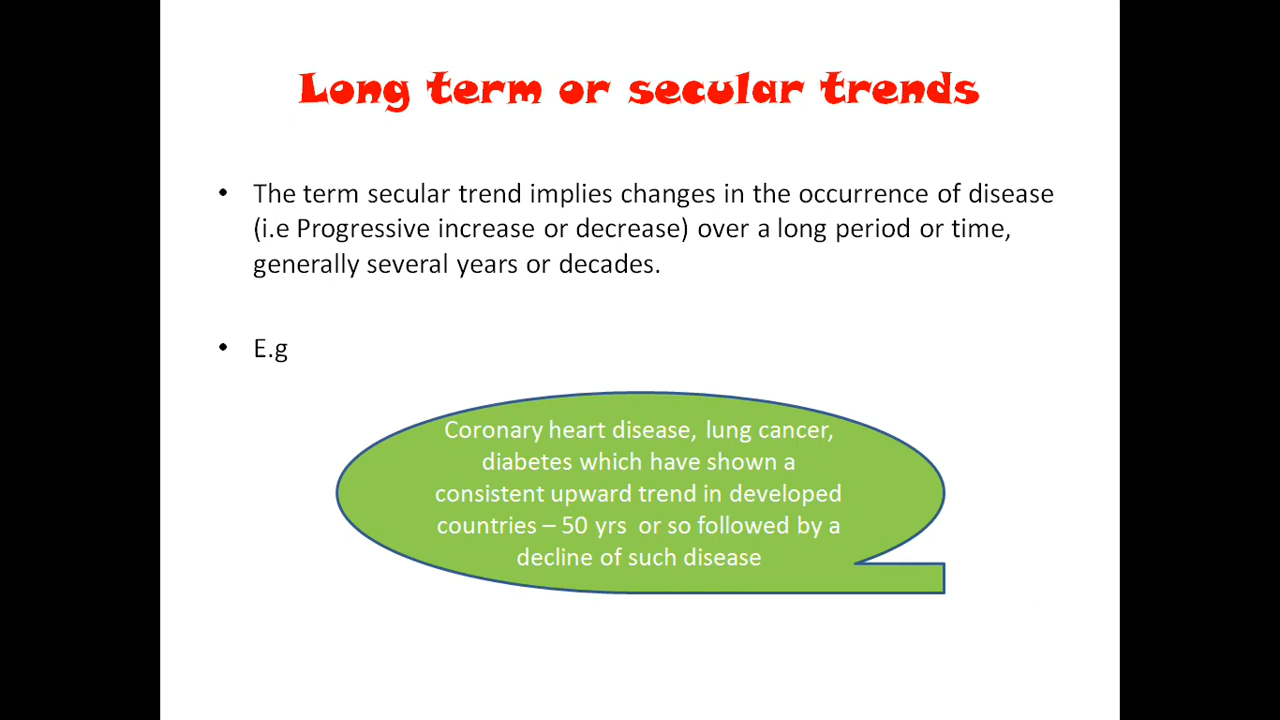 Long term or secular trends
• The term secular trend implies changes in the occurrence of disease
(i.e Progressive increase or decrease) over a long period or time,
generally several years or decades.
• E.g
Coronary heart disease, lung cancer,
diabetes which have shown a
consistent upward trend in developed
countries – 50 yrs or so followed by a
decline of such disease